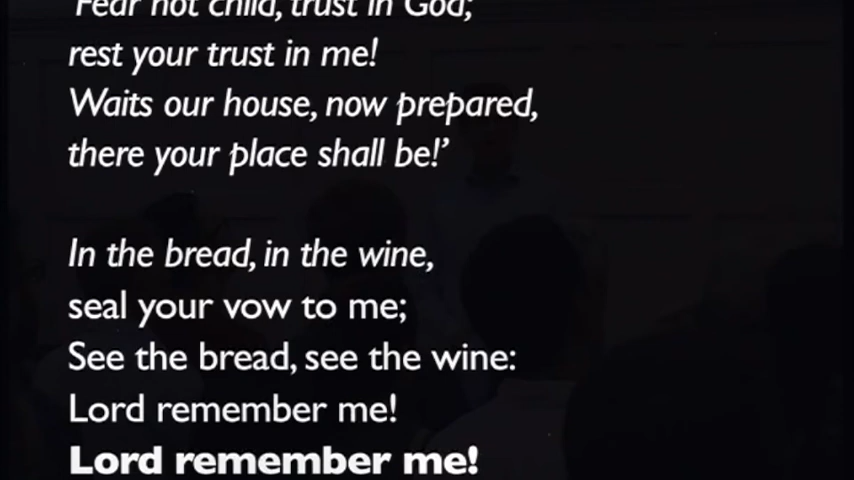 'Fear not child, trust in God;
rest your trust in me!
Waits our house, now prepared,
there your place shall be!'
In the bread, in the wine,
seal your vow to me;
See the bread, see the wine:
Lord remember me!
Lord remember me!